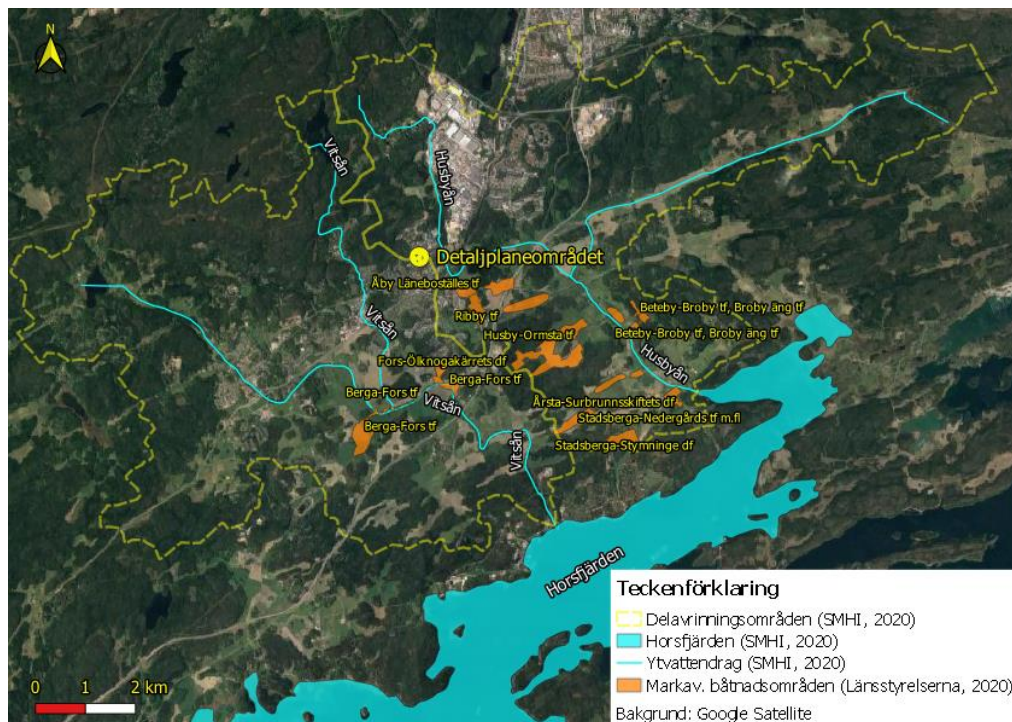 N
Vitsån
Husbyån
Detaljplaneområdet
Åby Läneboställes tf
Ribby tf
Beteby-Broby tf, Broby äng tf
Vitsån
Husby-Ormsta tf
Beteby-Broby tf, Broby äng tf
Fors-Ölknogakärrets df
Husbyån
Berga-Fors tf
Berga-Fors tf
Vitsån
Årsta-Surbrunnsskiftets df
Berga-Fors tf
Stadsberga-Nedergårds tf m.fl
Vitsån
Stadsberga-Stymninge df
Horsfjärden
Teckenförklaring
Delavrinningsområden (SMHI, 2020)
Horsfjärden (SMHI, 2020)
Ytvattendrag (SMHI, 2020)
Markav. båtnadsområden (Länsstyrelserna, 2020)
Bakgrund: Google Satellite
0 1 2 km